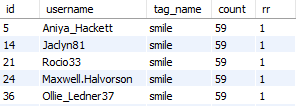 id username tag_name count rr
5 Aniya_Hackett smile 59 1
14 Jaclyn81 smile 59 1
21 Rocio33 smile 59 1
24 Maxwell.Halvorson smile 59 1
36 Ollie_Ledner37 smile 59 1